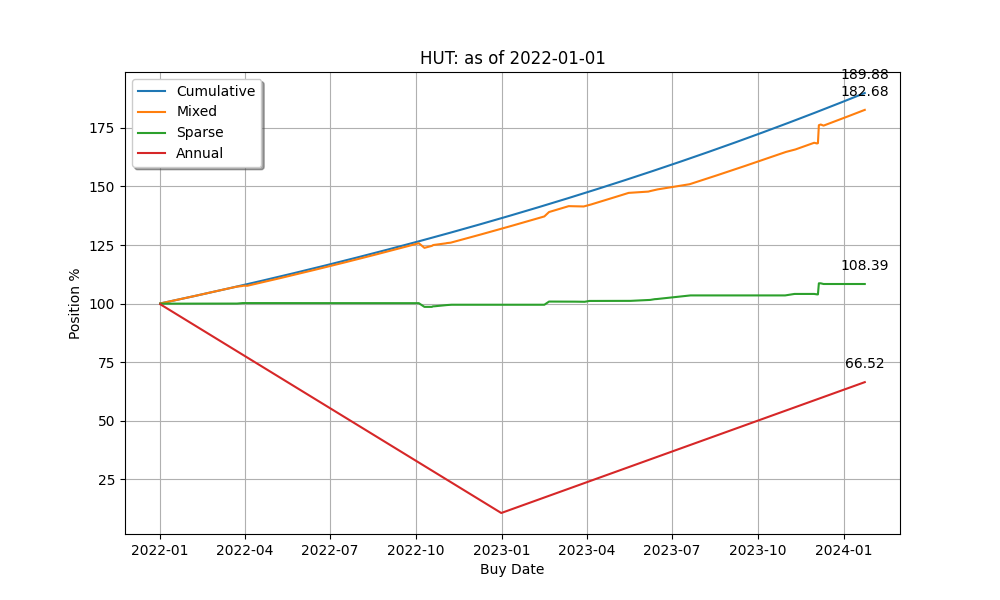 HUT: as of 2022-01-01
Cumulative
Mixed
Sparse
Annual
189.88
182.68
108.39
66.52
Position %
175
150
125
100
75
50
25
2022-01 2022-04 2022-07 2022-10 2023-01 2023-04 2023-07 2023-10 2024-01
Buy Date